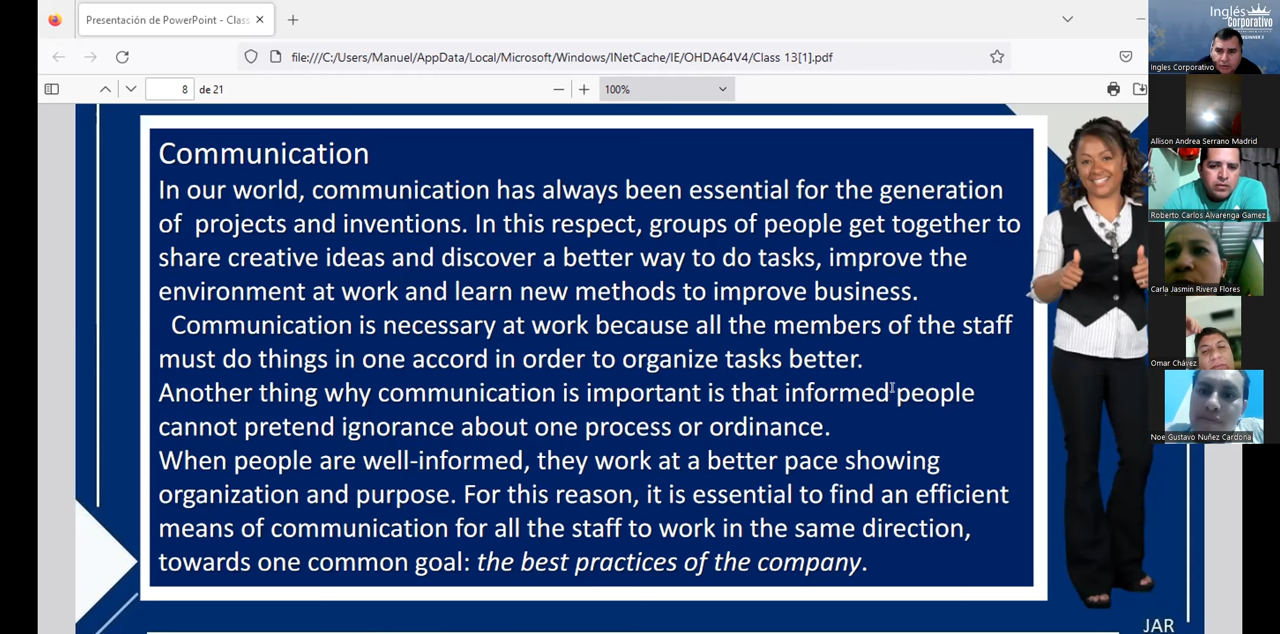 Presentación de PowerPoint - Clas
file:///C:/Users/Manuel/AppData/Local/Microsoft/Windows/INetCache/IE/OHDA64V4/Class 13[1].pdf
8 de 21
100%
Communication
In our world, communication has always been essential for the generation
of projects and inventions. In this respect, groups of people get together to
share creative ideas and discover a better way to do tasks, improve the
environment at work and learn new methods to improve business.
Communication is necessary at work because all the members of the staff
must do things in one accord in order to organize tasks better.
Another thing why communication is important is that informed people
cannot pretend ignorance about one process or ordinance.
When people are well-informed, they work at a better pace showing
organization and purpose. For this reason, it is essential to find an efficient
means of communication for all the staff to work in the same direction,
towards one common goal: the best practices of the company.
JAR
Inglés
Corporativo
Ingles Corporativo
Allison Andrea Serrano Madrid
Roberto Carlos Alvarenga Gamez
Carla Jasmin Rivera Flores
Omar Chávez
Noe Gustavo Nuñez Cardona